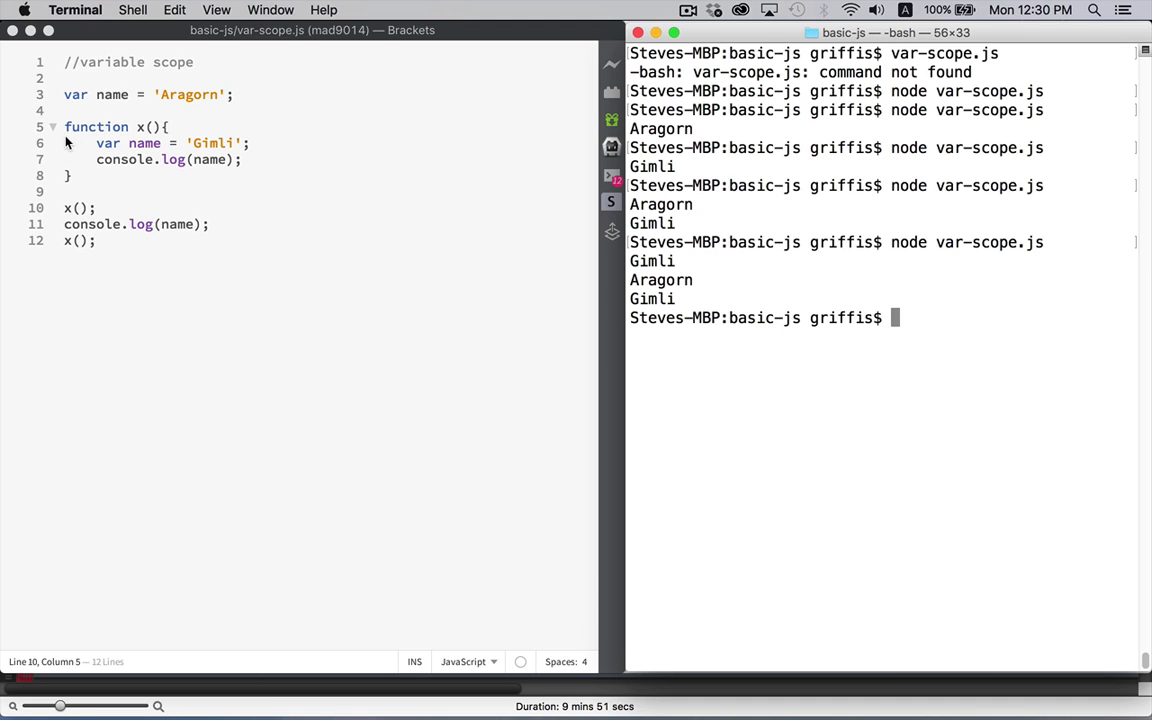 Terminal Shell Edit View Window Help A 100% Mon 12:30 PM
basic-js/var-scope.js (mad9014) — Brackets
1 //variable scope
2
3 var name = 'Aragorn';
4
5 function x(){
6 var name = 'Gimli';
7 console.log(name);
8 }
9
10 x();
11 console.log(name);
12 x();
12
S
Line 10, Column 5 — 12 Lines INS JavaScript Spaces: 4
basic-js — -bash — 56×33
[Steves-MBP:basic-js griffis$ var-scope.js
-bash: var-scope.js: command not found
[Steves-MBP:basic-js griffis$ node var-scope.js ]
[Steves-MBP:basic-js griffis$ node var-scope.js ]
Aragorn
[Steves-MBP:basic-js griffis$ node var-scope.js ]
Gimli
[Steves-MBP:basic-js griffis$ node var-scope.js ]
Aragorn
Gimli
[Steves-MBP:basic-js griffis$ node var-scope.js ]
Gimli
Aragorn
Gimli
Steves-MBP:basic-js griffis$
Duration: 9 mins 51 secs